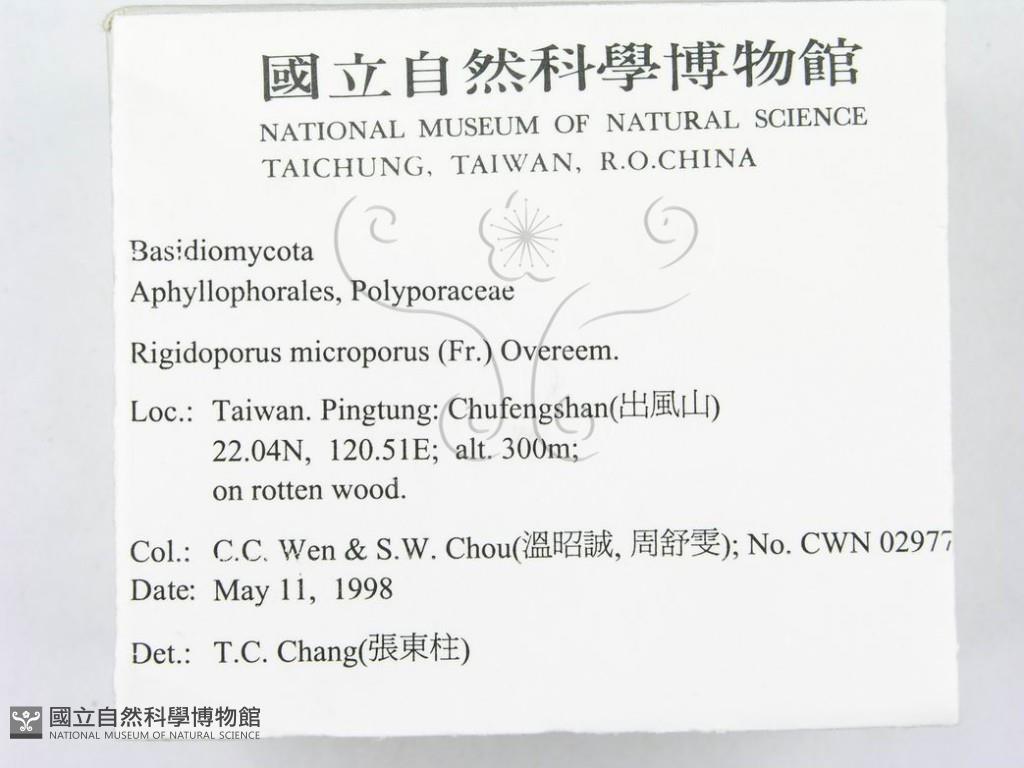 國立自然科學博物館
NATIONAL MUSEUM OF NATURAL SCIENCE
TAICHUNG, TAIWAN, R.O.CHINA
Basidiomycota
Aphyllophorales, Polyporaceae
Rigidoporus microporus (Fr.) Overeem.
Loc.: Taiwan. Pingtung: Chufengshan(出風山)
22.04N, 120.51E; alt. 300m;
on rotten wood.
Col.: C.C. Wen & S.W. Chou(溫昭誠, 周舒雯); No. CWN 02977
Date: May 11, 1998
Det.: T.C. Chang(張東柱)
國立自然科學博物館
NATIONAL MUSEUM OF NATURAL SCIENCE